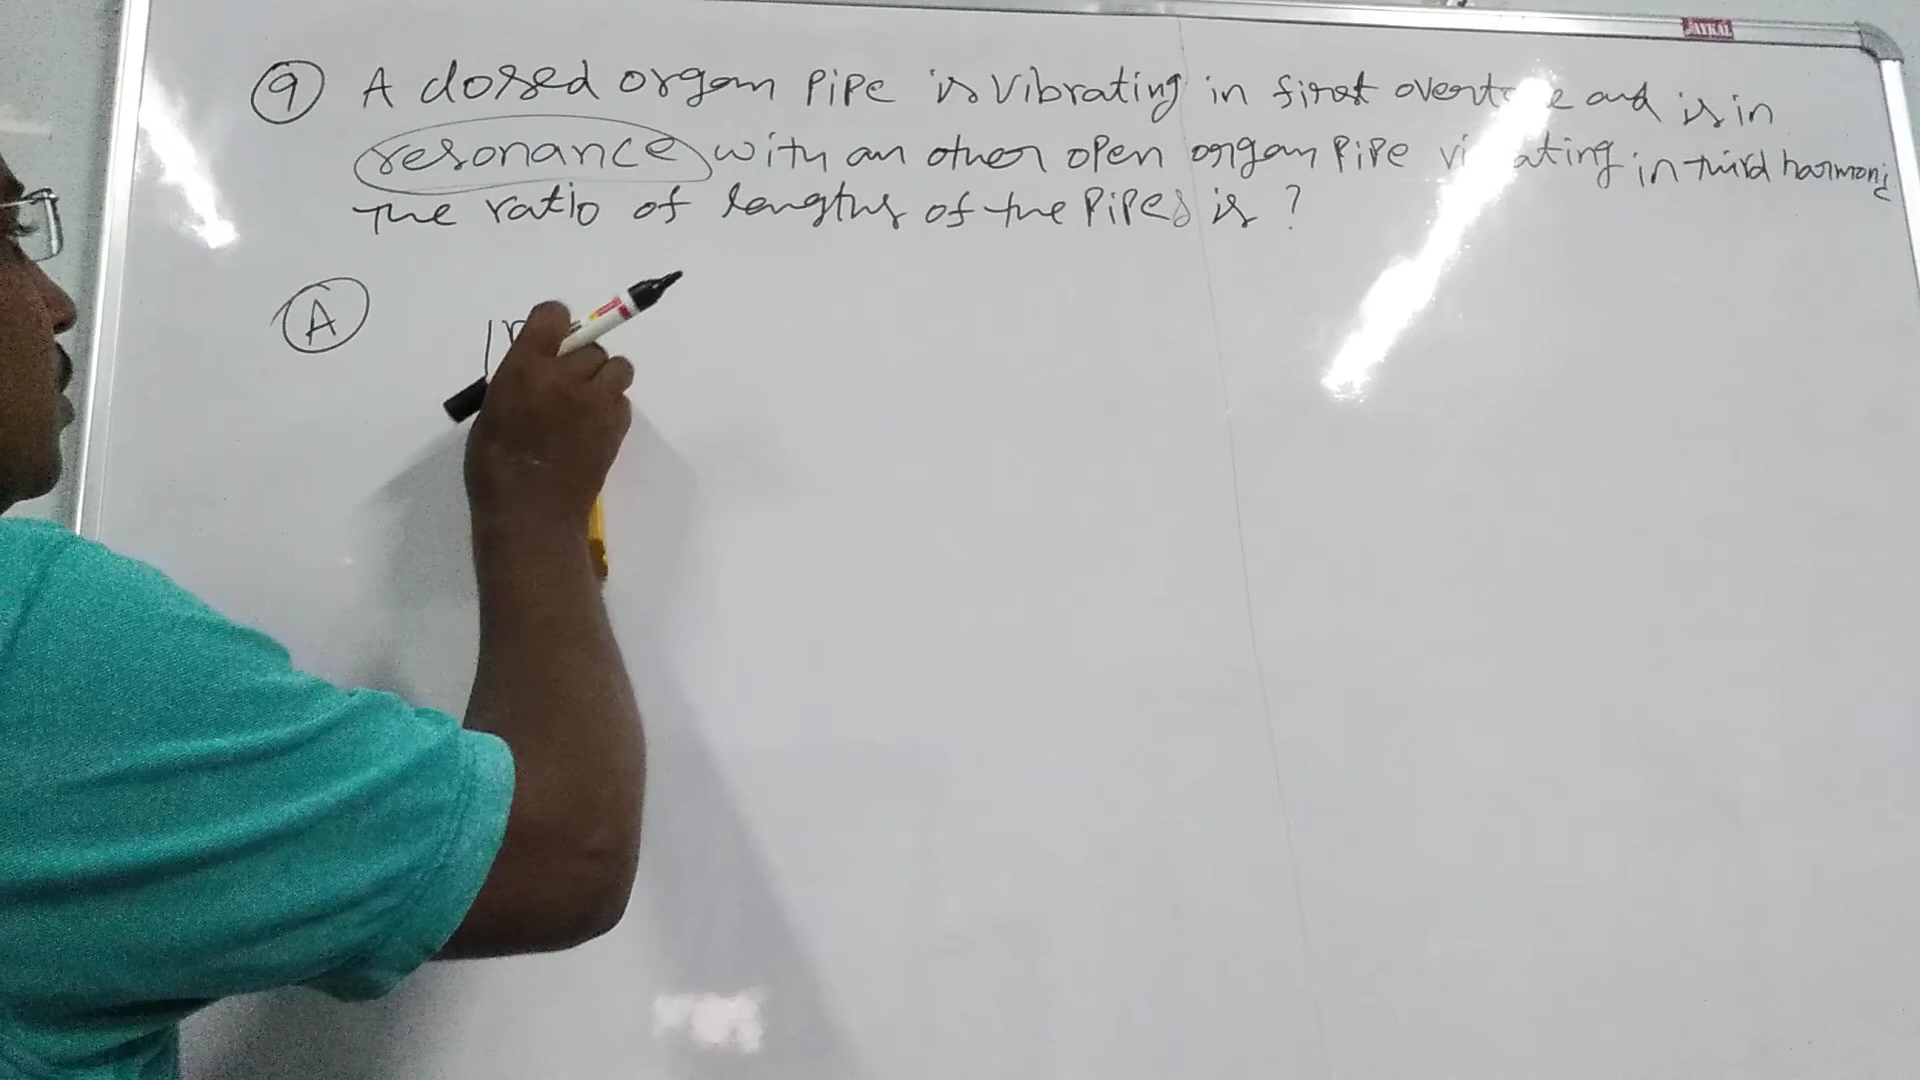 9 A closed organ pipe is vibrating in first overtone and is in
resonance with an other open organ pipe vibrating in third harmonic
The ratio of lengths of the pipes is ?
A